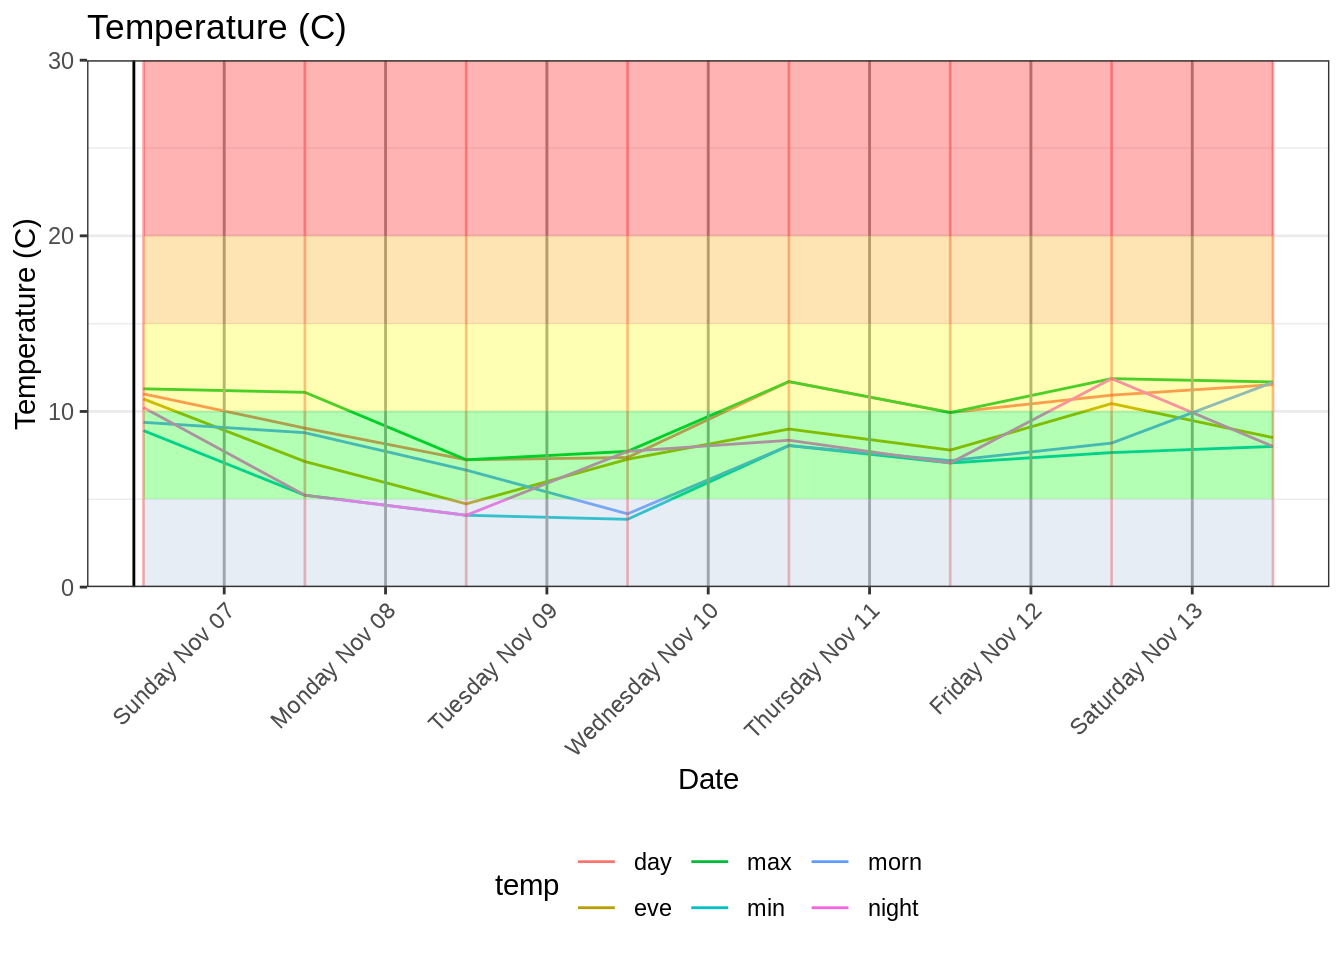 Temperature (C)
Temperature (C)
30
20
10
0
Sunday Nov 07
Monday Nov 08
Tuesday Nov 09
Wednesday Nov 10
Thursday Nov 11
Friday Nov 12
Saturday Nov 13
Date
temp
day max morn
eve min night